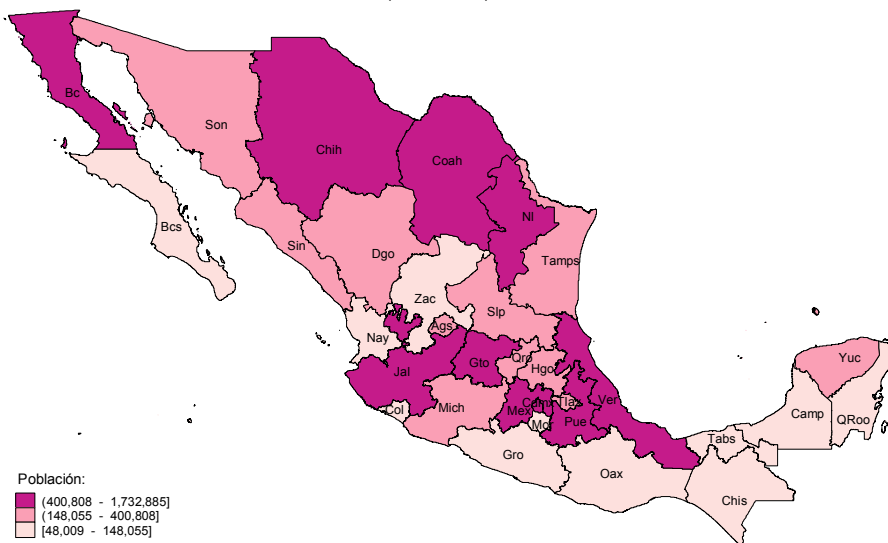 Bc
Son
Chih
Coah
Nl
Bcs
Sin
Dgo
Tamps
Zac
Slp
Nay
Ags
Yuc
Jal
Gto
Qro
Hgo
Col
Mich
Mex
Cdmx
Tlax
Ver
Mor
Pue
Camp
QRoo
Tabs
Gro
Oax
Chis
Población:
(400,808 - 1,732,885]
(148,055 - 400,808]
[48,009 - 148,055]